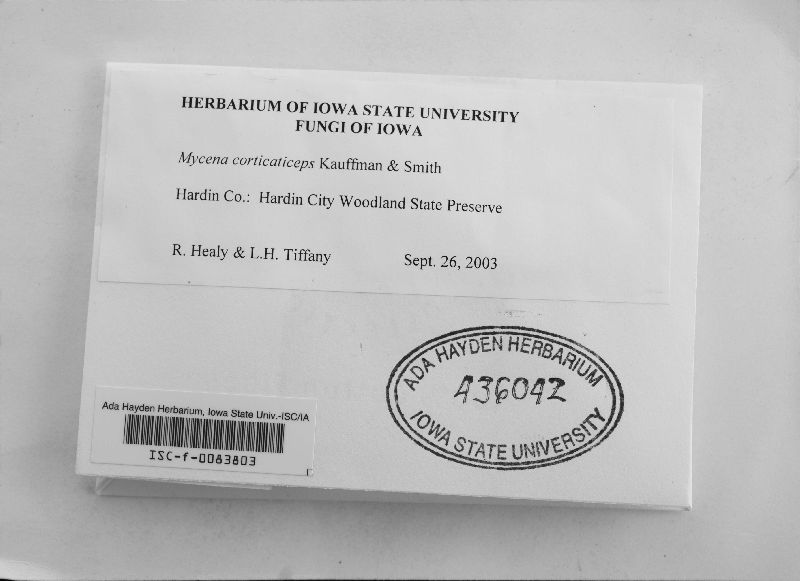 HERBARIUM OF IOWA STATE UNIVERSITY
FUNGI OF IOWA
Mycena corticaticeps Kauffman & Smith
Hardin Co.: Hardin City Woodland State Preserve
R. Healy & L.H. Tiffany Sept. 26, 2003
ADA HAYDEN HERBARIUM
436042
IOWA STATE UNIVERSITY
Ada Hayden Herbarium, Iowa State Univ.-ISC/IA
ISC-f-0083803